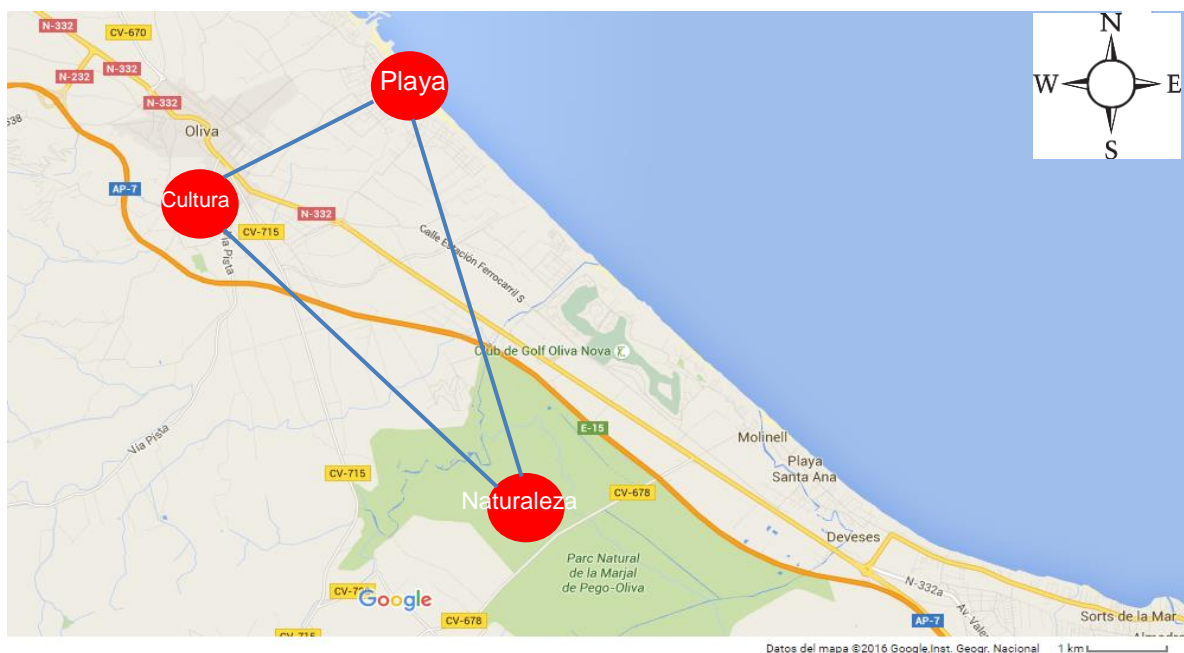 N-332
CV-670
N
N-332
N-232
Playa
W
E
N-332
Oliva
S
AP-7
Cultura
N-332
CV-715
Vía Pista
Calle Estación Ferrocarril S
Club de Golf Oliva Nova
E-15
Vía Pista
Molinell
Playa
Santa Ana
CV-715
Naturaleza
CV-678
Deveses
Parc Natural
de la Marjal
de Pego-Oliva
N-332a
Google
Sorts de la Mar
CV-678
AP-7
CV-715
Datos del mapa ©2016 Google,Inst. Geogr. Nacional
1 km